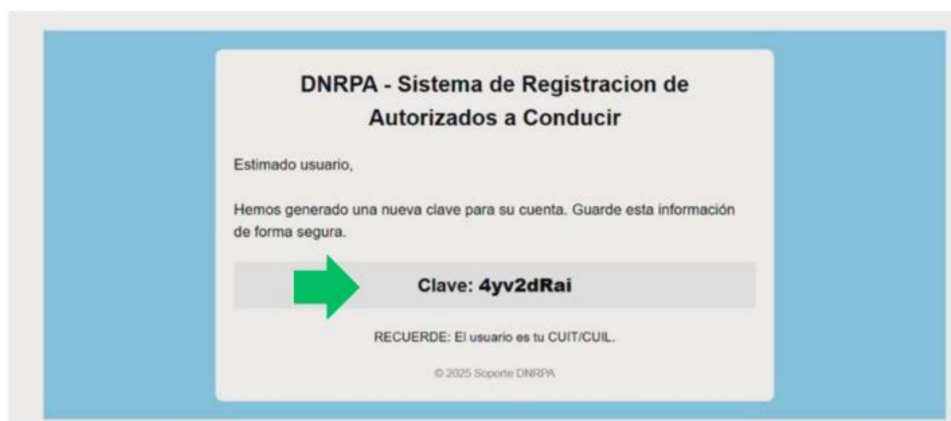 DNRPA - Sistema de Registracion de
Autorizados a Conducir
Estimado usuario,
Hemos generado una nueva clave para su cuenta. Guarde esta información
de forma segura.
Clave: 4yv2dRai
RECUERDE: El usuario es tu CUIT/CUIL.
© 2025 Soporte DNRPA